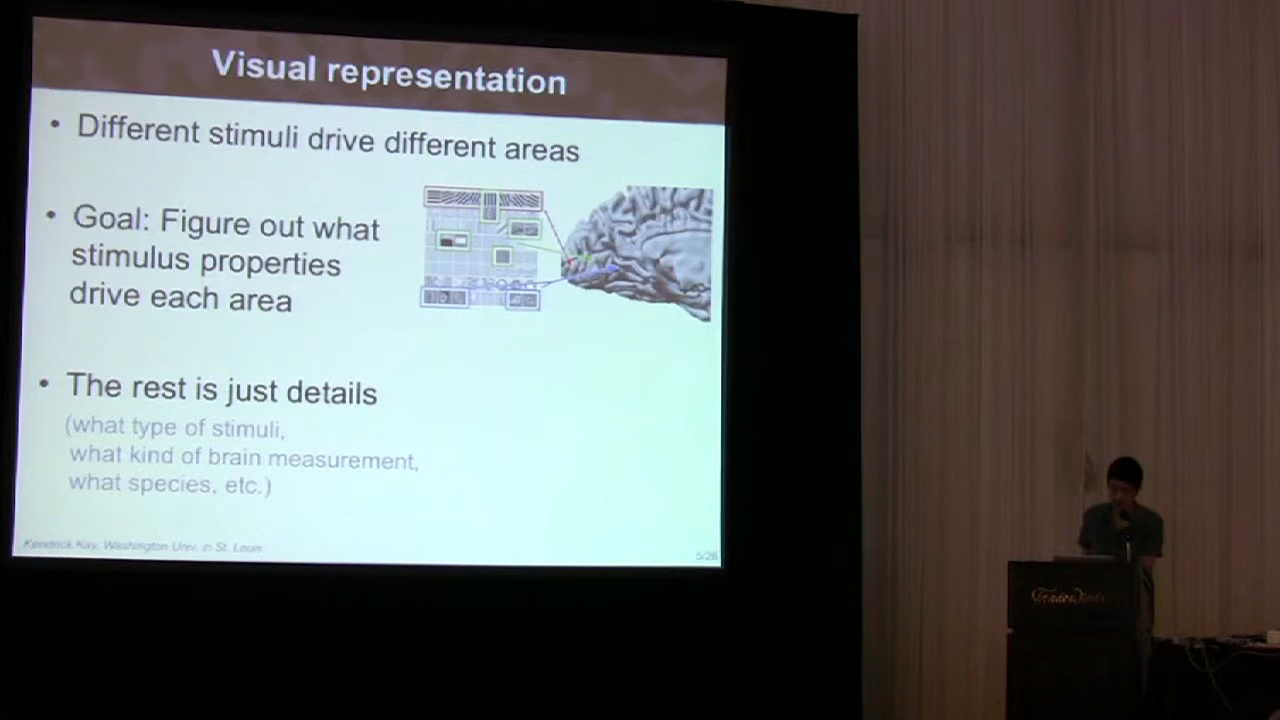 Visual representation
• Different stimuli drive different areas
• Goal: Figure out what
stimulus properties
drive each area
• The rest is just details
(what type of stimuli,
what kind of brain measurement,
what species, etc.)
Kendrick Kay, Washington Univ. in St. Louis
5/28